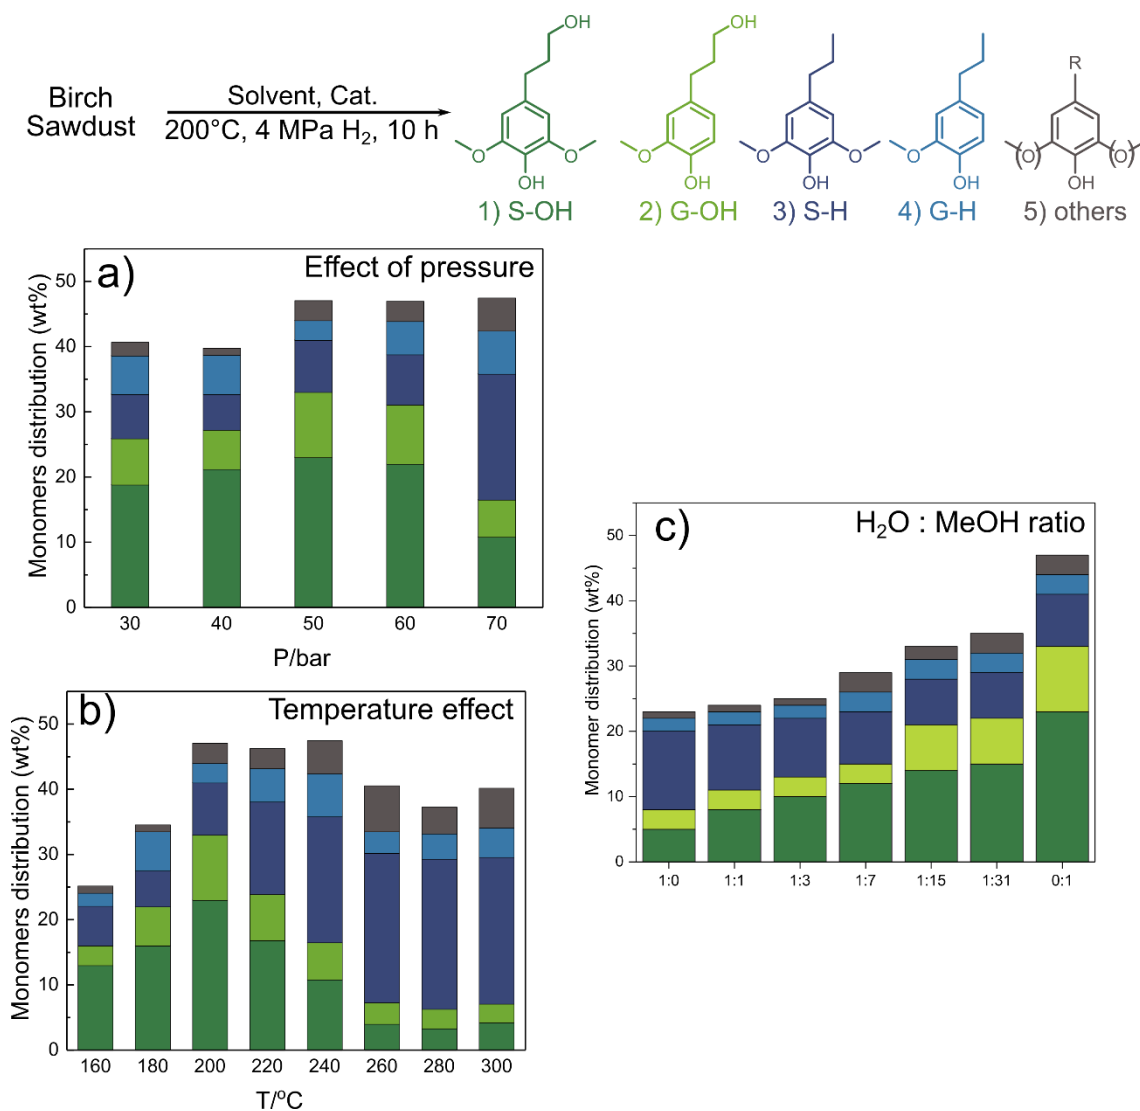 Birch
Sawdust
Solvent, Cat.
200°C, 4 MPa H₂, 10 h
OH
O
O
OH
1) S-OH
OH
O
OH
2) G-OH
O
O
OH
3) S-H
O
OH
4) G-H
R
(O)
(O)
OH
5) others
a)
Effect of pressure
Monomers distribution (wt%)
50
40
30
20
10
0
30 40 50 60 70
P/bar
b)
Temperature effect
Monomers distribution (wt%)
50
40
30
20
10
0
160 180 200 220 240 260 280 300
T/°C
c)
H₂O : MeOH ratio
Monomer distribution (wt%)
50
40
30
20
10
0
1:0 1:1 1:3 1:7 1:15 1:31 0:1